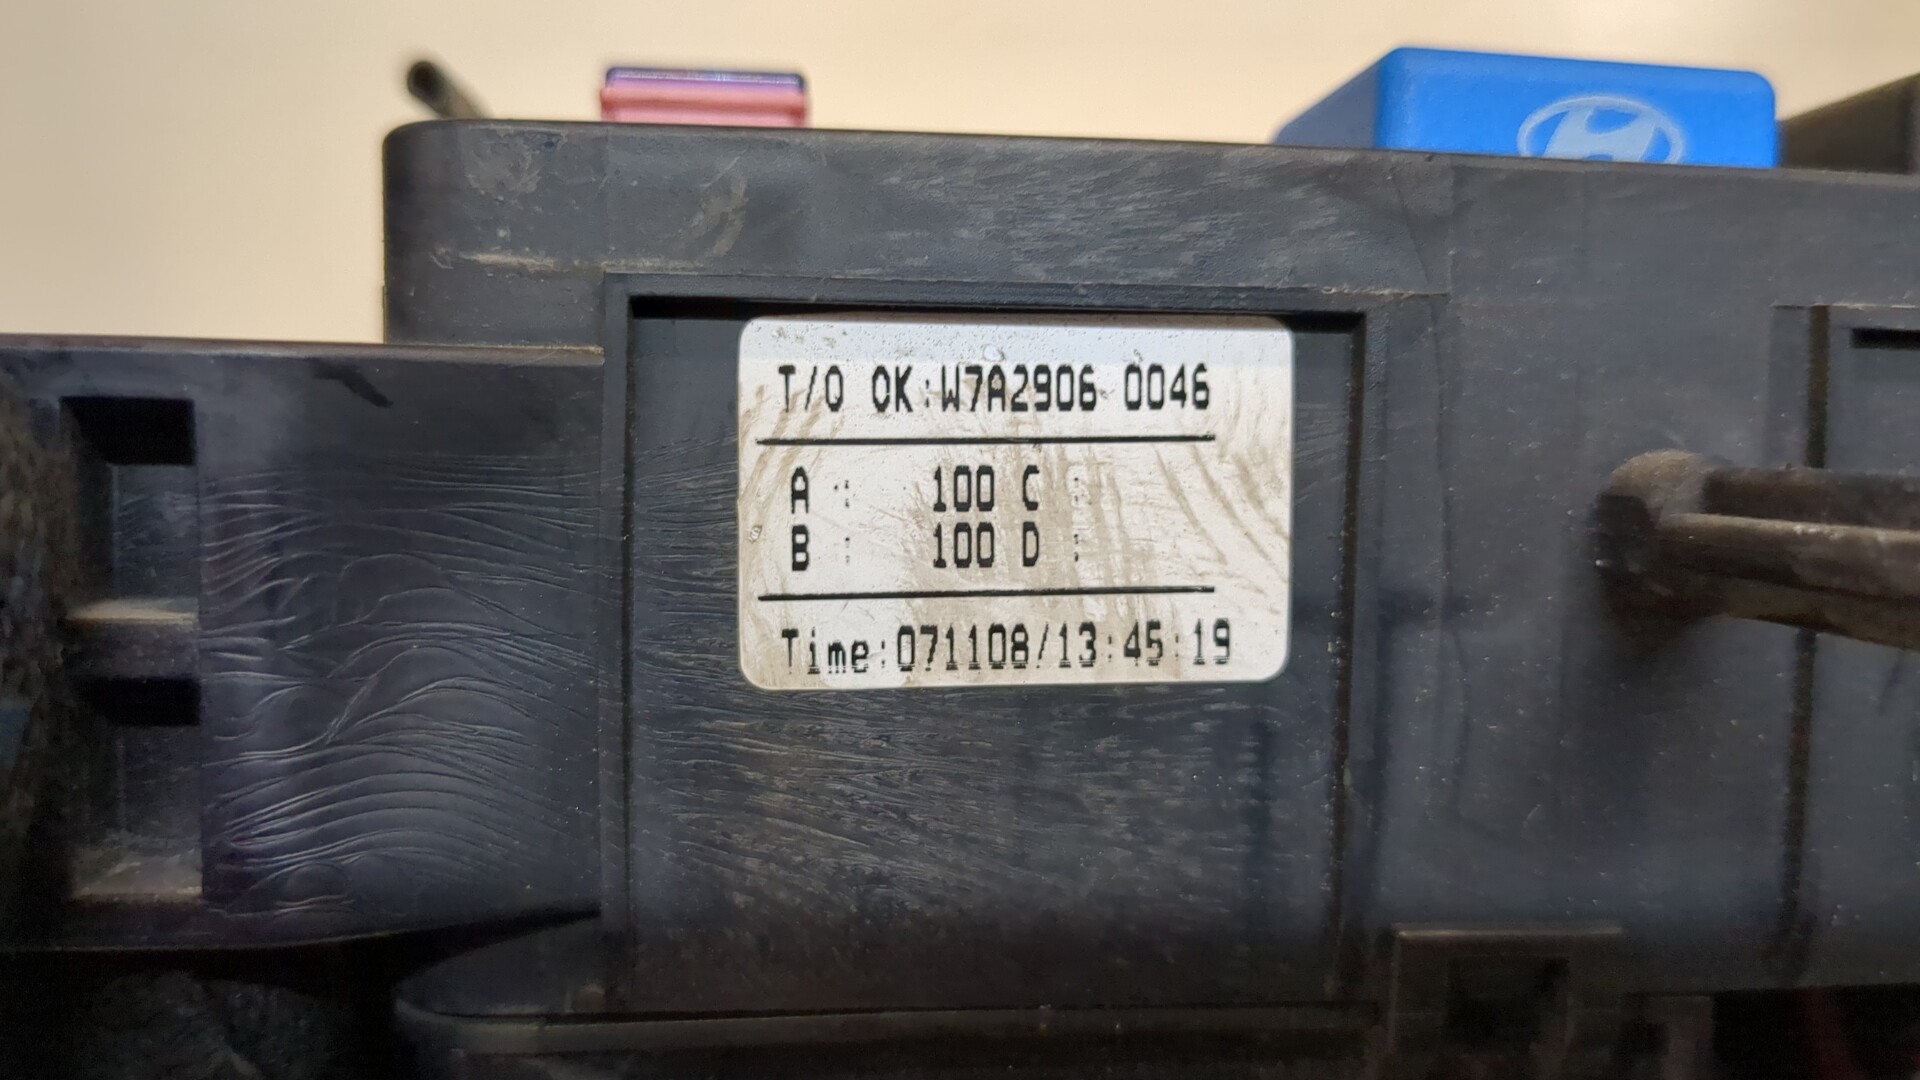 T/O OK:W7A2906 0046
A : 100 C :
B : 100 D :
Time:071108/13:45:19